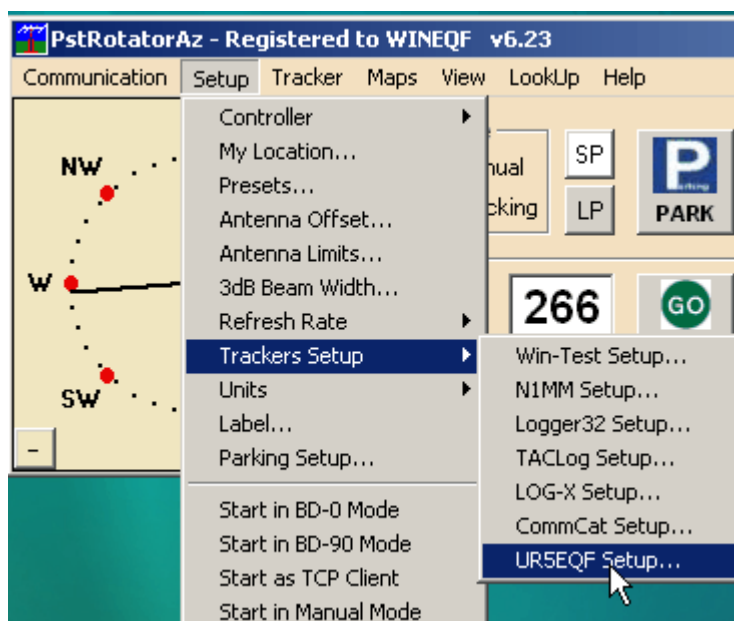 PstRotatorAz - Registered to WINEQF v6.23
Communication Setup Tracker Maps View LookUp Help
Controller
My Location...
Presets...
Antenna Offset...
Antenna Limits...
3dB Beam Width...
Refresh Rate
Trackers Setup
Units
Label...
Parking Setup...
Start in BD-0 Mode
Start in BD-90 Mode
Start as TCP Client
Start in Manual Mode
Win-Test Setup...
N1MM Setup...
Logger32 Setup...
TACLog Setup...
LOG-X Setup...
CommCat Setup...
UR5EQF Setup...
NW
W
SW
-
SP
LP
P
PARK
266
GO